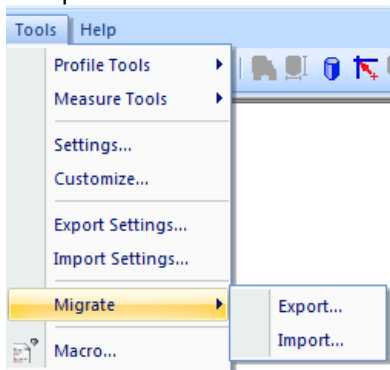 Tools Help
Profile Tools
Measure Tools
Settings...
Customize...
Export Settings...
Import Settings...
Migrate
Export...
Import...
Macro...